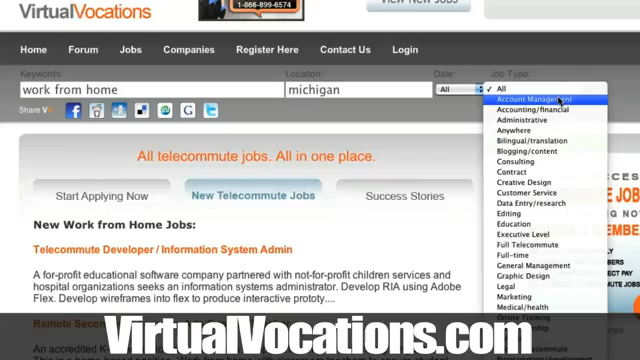 VirtualVocations
1-866-899-6574
View New Jobs
Home Forum Jobs Companies Register Here Contact Us Login
Keywords: Location: Date: Job Type:
work from home michigan All
✓ All
Account Management
Accounting/financial
Administrative
Anywhere
Bilingual/translation
Blogging/content
Consulting
Contract
Creative Design
Customer Service
Data Entry/research
Editing
Education
Executive Level
Full Telecommute
Full-time
General Management
Graphic Design
Legal
Marketing
Medical/health
Onsite Training
Share
All telecommute jobs. All in one place.
Start Applying Now New Telecommute Jobs Success Stories
New Work from Home Jobs:
Telecommute Developer / Information System Admin
A for-profit educational software company partnered with not-for-profit children services and
hospital organizations seeks an information systems administrator. Develop RIA using Adobe
Flex. Develop wireframes into flex to produce interactive prototy....
Remote
An accredited
VirtualVocations.com